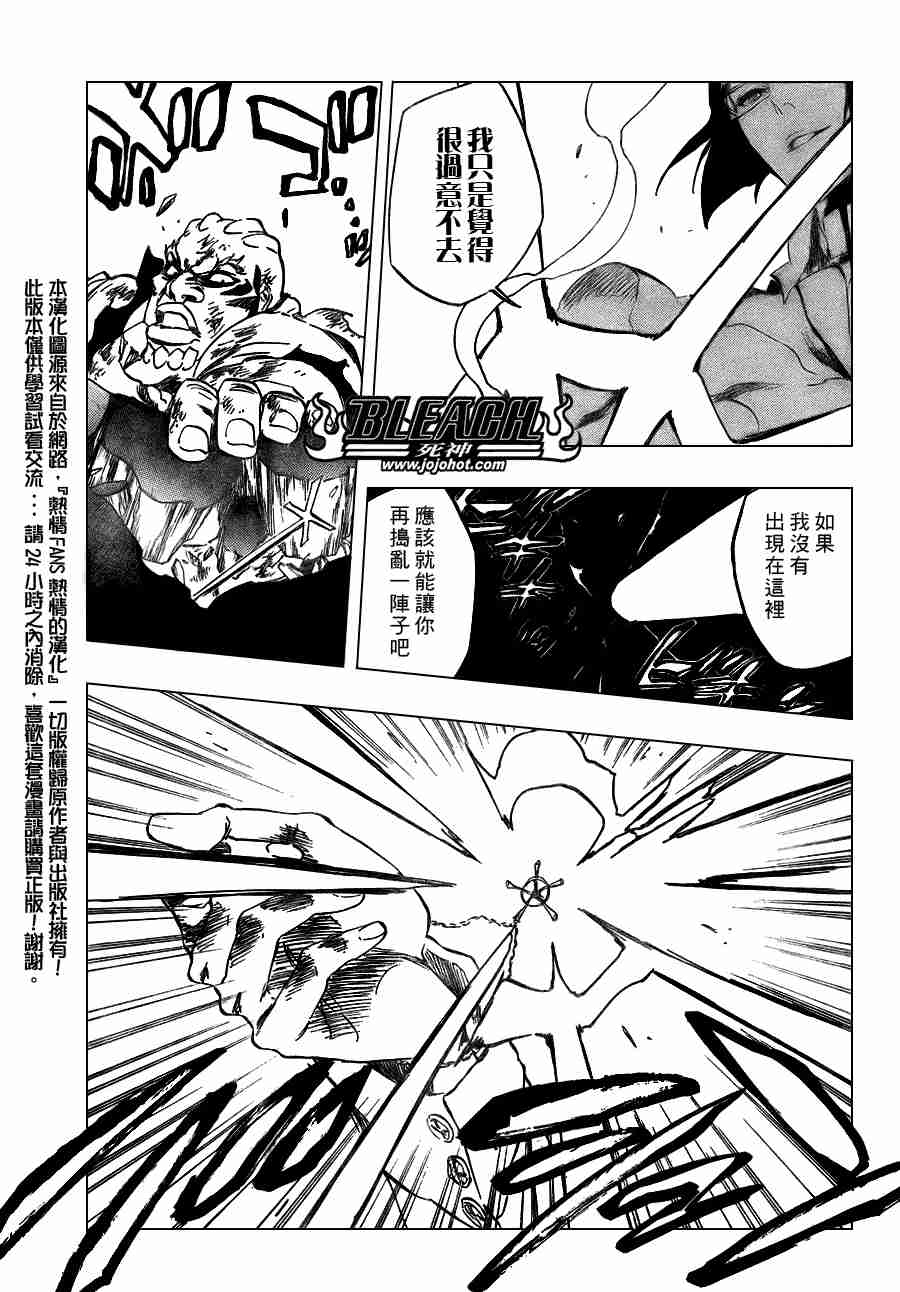 我只是覺得
很過意不去
BLEACH
死神
www.jojohot.com
如果
我沒有
出現在這裡
應該就能讓你
再搗亂一陣子吧
本漢化圖源來自於網路,『熱情FANS 熱情的漢化』 一切版權歸原作者與出版社擁有!
此版本僅供學習試看交流... 請 24 小時之內消除,喜歡這套漫畫請購買正版!謝謝。